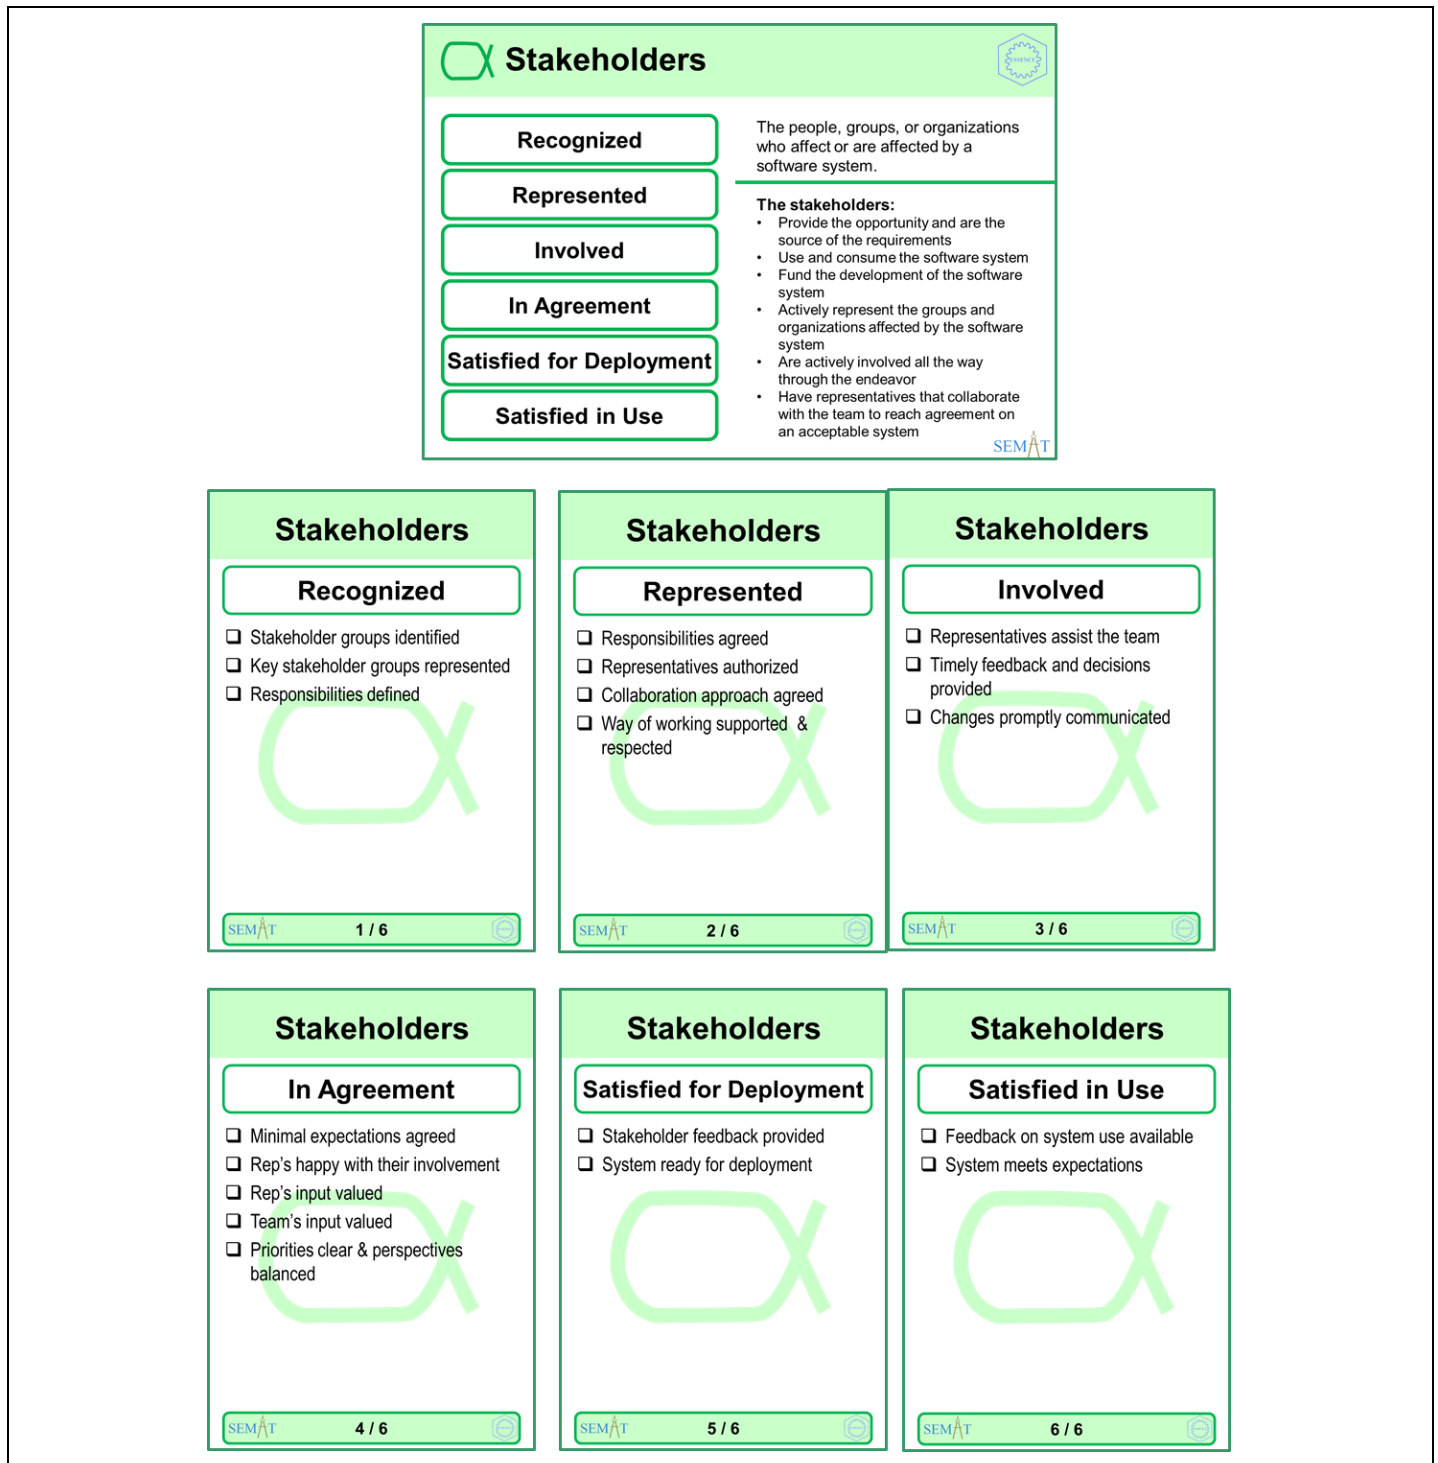 Stakeholders
ESSENCE
Recognized
Represented
Involved
In Agreement
Satisfied for Deployment
Satisfied in Use
The people, groups, or organizations
who affect or are affected by a
software system.
The stakeholders:
• Provide the opportunity and are the
source of the requirements
• Use and consume the software system
• Fund the development of the software
system
• Actively represent the groups and
organizations affected by the software
system
• Are actively involved all the way
through the endeavor
• Have representatives that collaborate
with the team to reach agreement on
an acceptable system
SEMAT
Stakeholders
Recognized
❑ Stakeholder groups identified
❑ Key stakeholder groups represented
❑ Responsibilities defined
SEMAT
1 / 6
Stakeholders
Represented
❑ Responsibilities agreed
❑ Representatives authorized
❑ Collaboration approach agreed
❑ Way of working supported &
respected
SEMAT
2 / 6
Stakeholders
Involved
❑ Representatives assist the team
❑ Timely feedback and decisions
provided
❑ Changes promptly communicated
SEMAT
3 / 6
Stakeholders
In Agreement
❑ Minimal expectations agreed
❑ Rep's happy with their involvement
❑ Rep's input valued
❑ Team's input valued
❑ Priorities clear & perspectives
balanced
SEMAT
4 / 6
Stakeholders
Satisfied for Deployment
❑ Stakeholder feedback provided
❑ System ready for deployment
SEMAT
5 / 6
Stakeholders
Satisfied in Use
❑ Feedback on system use available
❑ System meets expectations
SEMAT
6 / 6